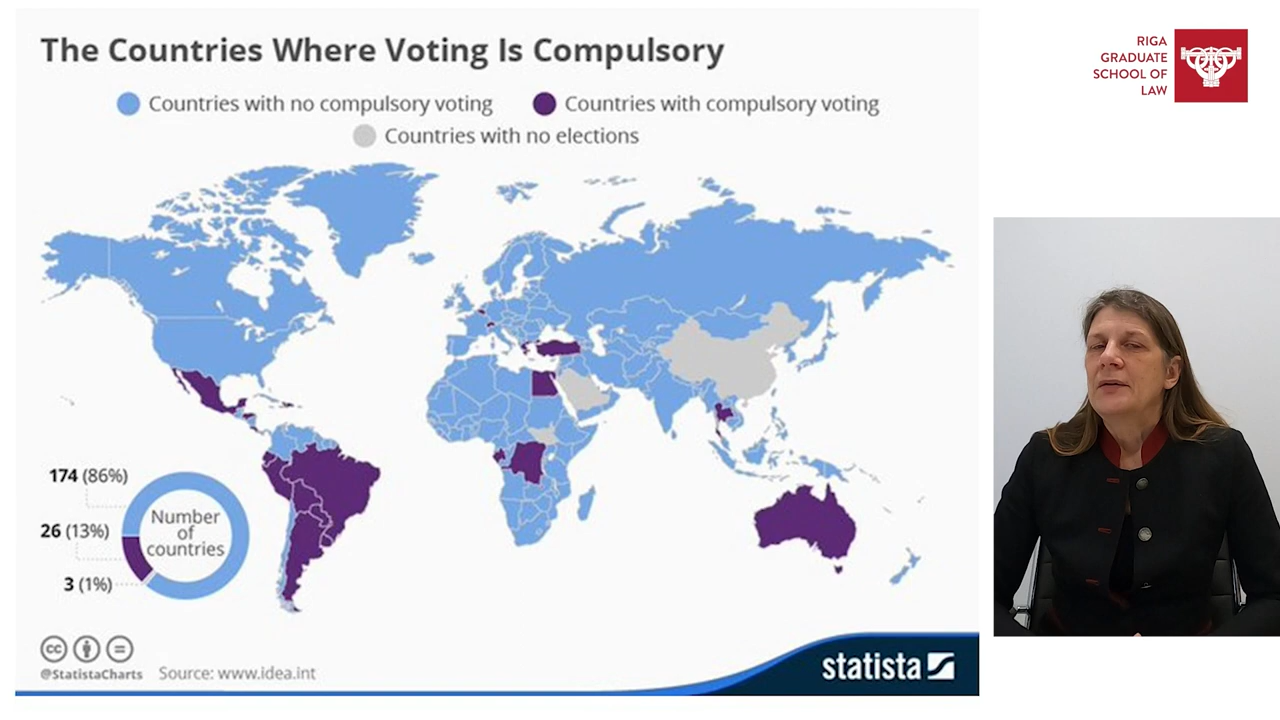 The Countries Where Voting Is Compulsory
Countries with no compulsory voting
Countries with compulsory voting
Countries with no elections
174 (86%)
26 (13%)
3 (1%)
Number
of
countries
cc
@StatistaCharts
Source: www.idea.int
statista
RIGA
GRADUATE
SCHOOL OF
LAW